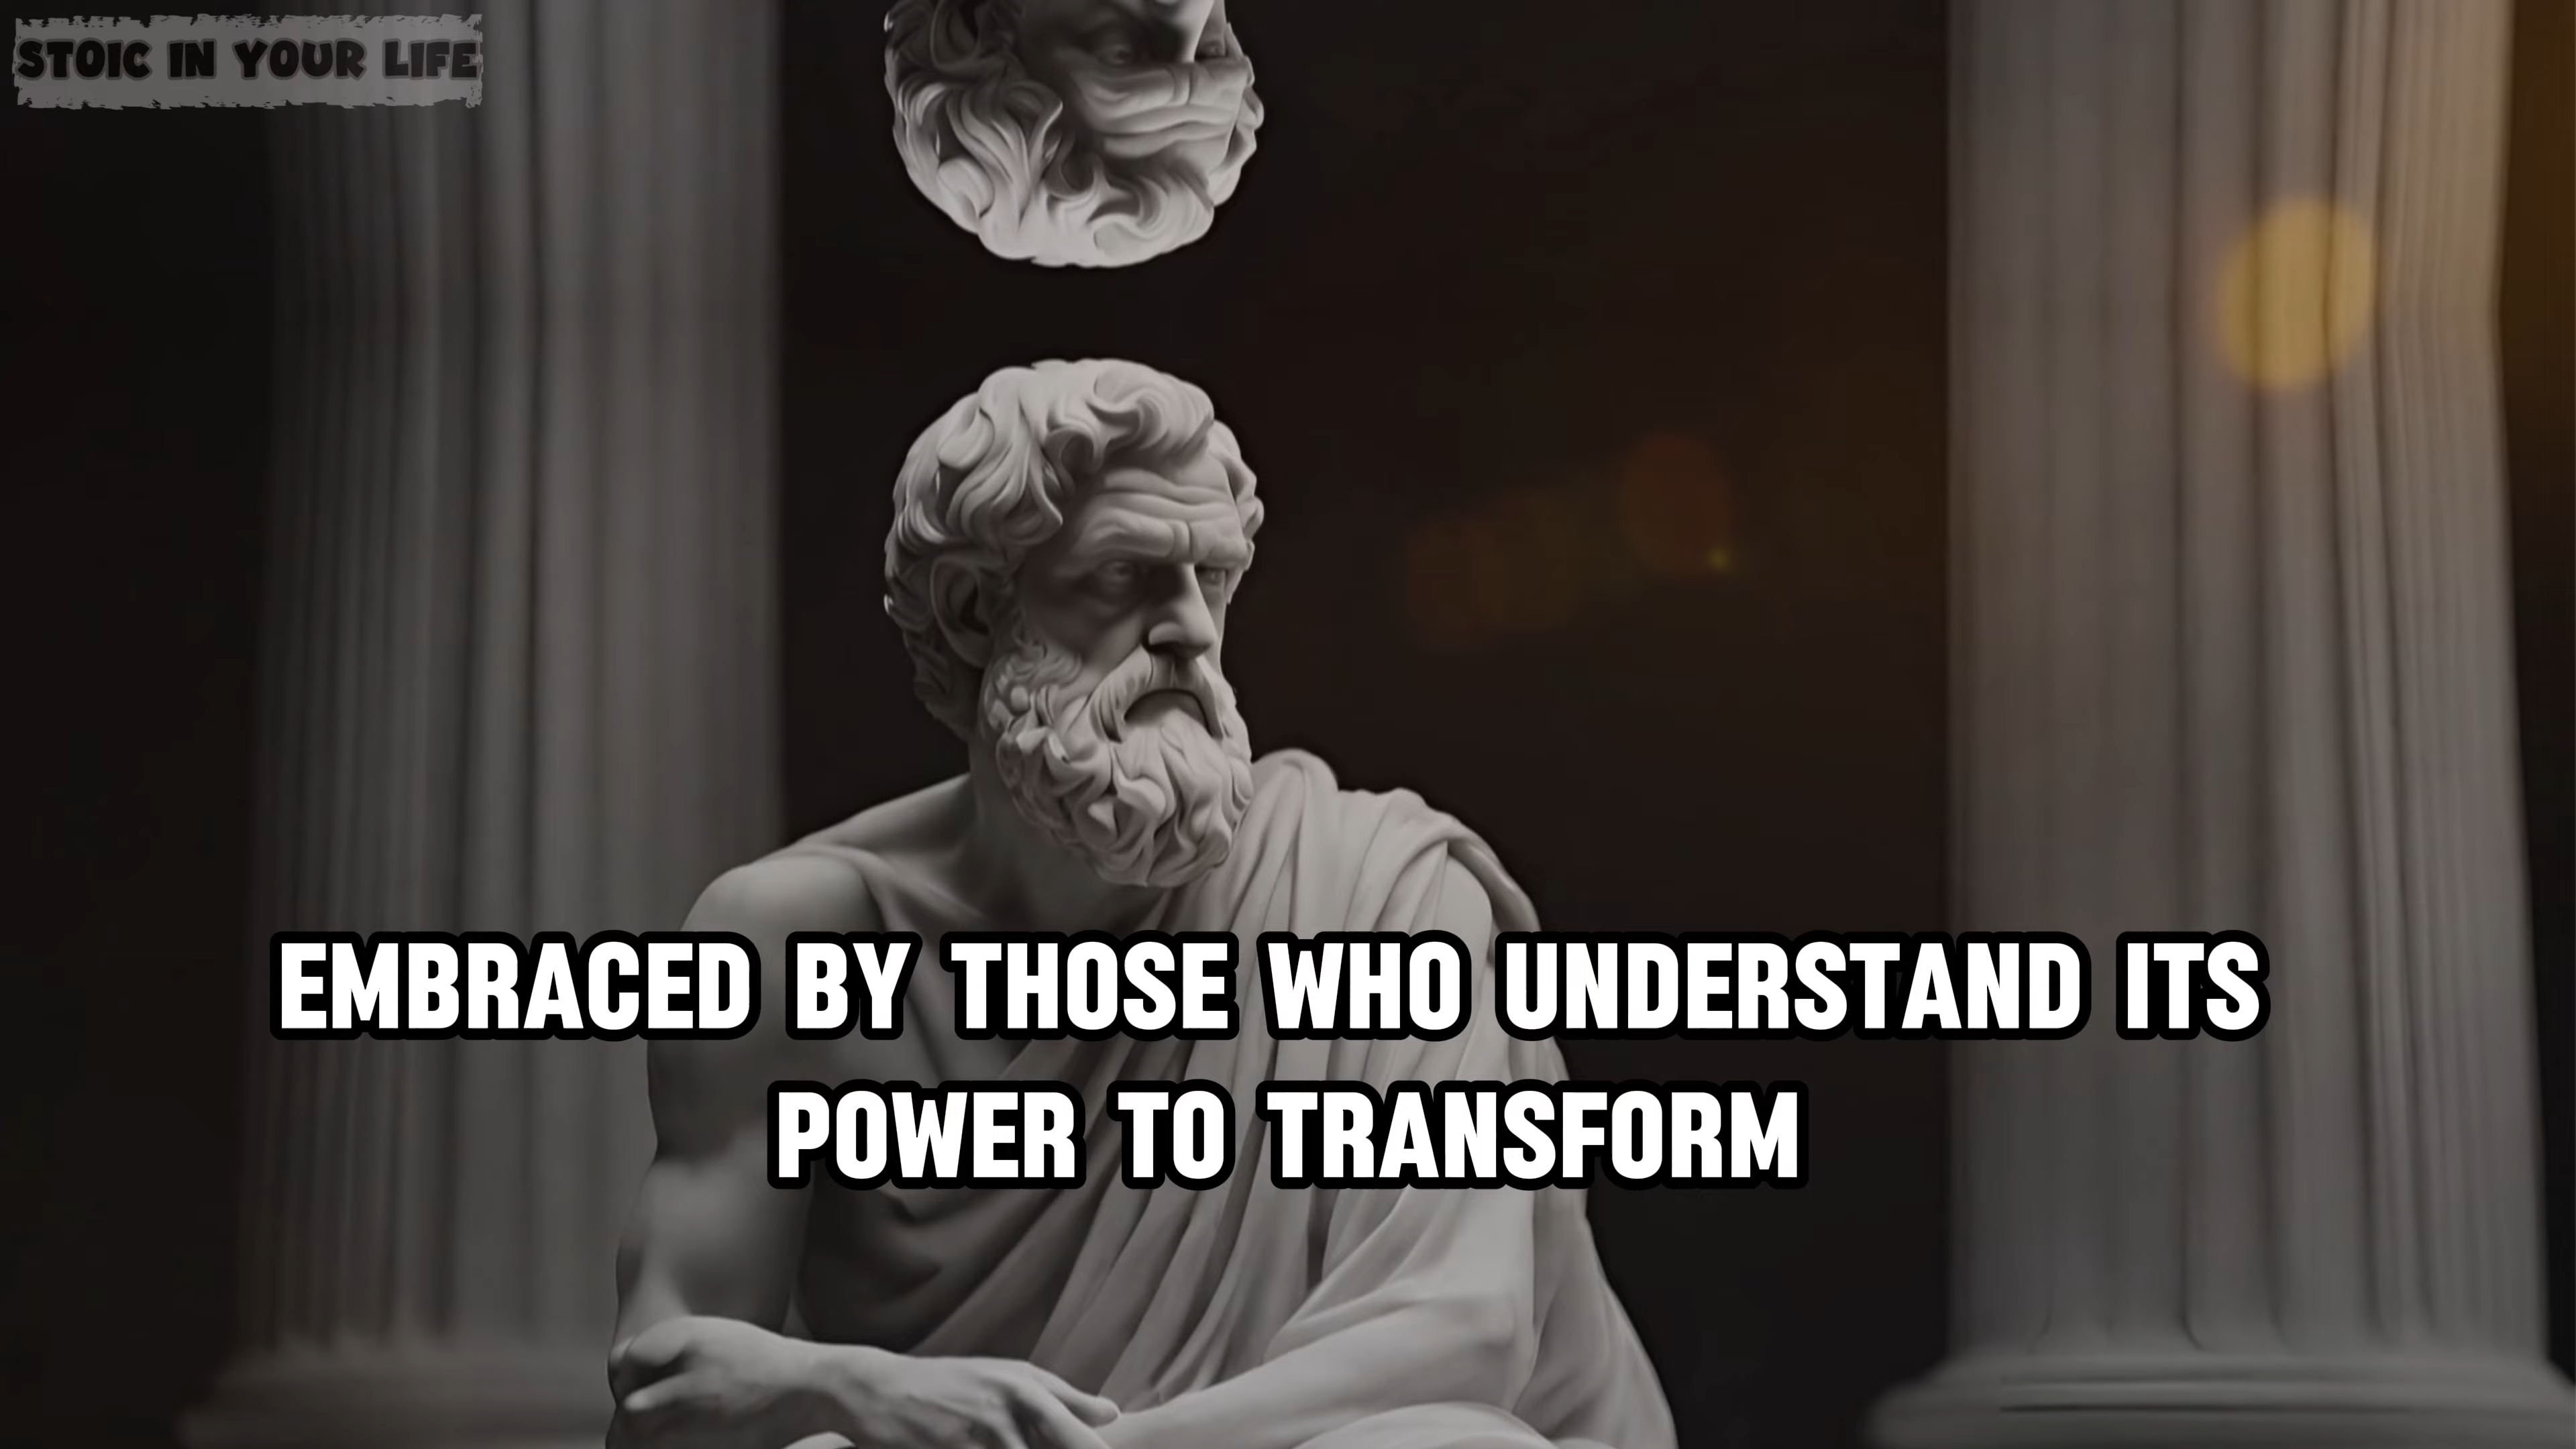 STOIC IN YOUR LIFE
EMBRACED BY THOSE WHO UNDERSTAND ITS
POWER TO TRANSFORM